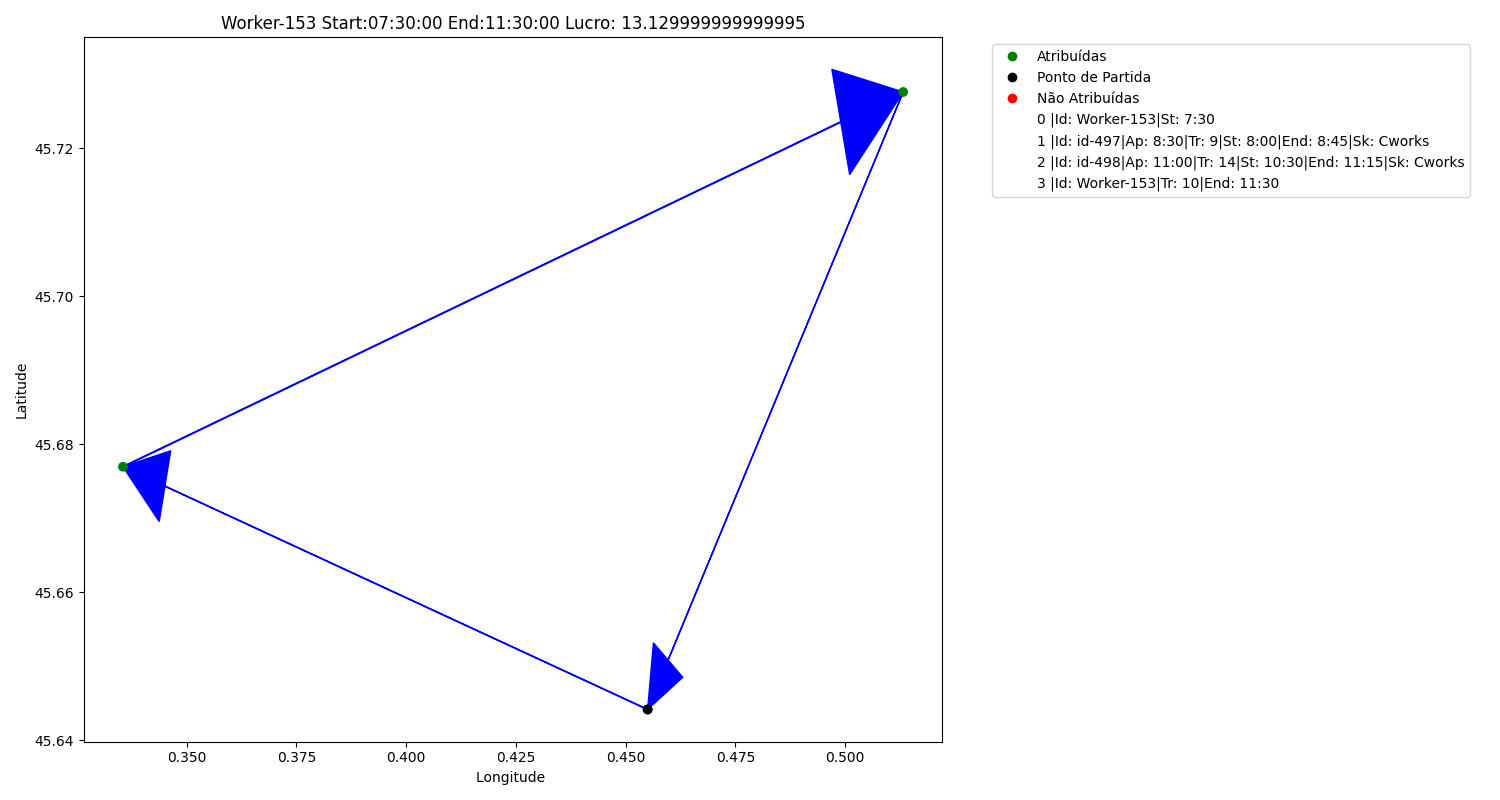 Worker-153 Start:07:30:00 End:11:30:00 Lucro: 13.129999999999995
Atribuídas
Ponto de Partida
Não Atribuídas
0 |Id: Worker-153|St: 7:30
1 |Id: id-497|Ap: 8:30|Tr: 9|St: 8:00|End: 8:45|Sk: Cworks
2 |Id: id-498|Ap: 11:00|Tr: 14|St: 10:30|End: 11:15|Sk: Cworks
3 |Id: Worker-153|Tr: 10|End: 11:30
Latitude
45.72
45.70
45.68
45.66
45.64
0.350 0.375 0.400 0.425 0.450 0.475 0.500
Longitude